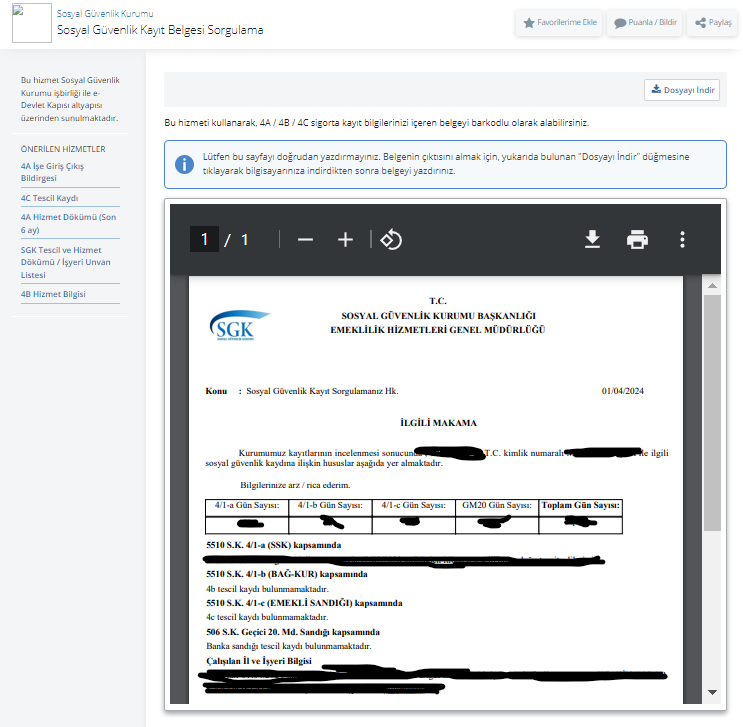 Sosyal Güvenlik Kurumu
Sosyal Güvenlik Kayıt Belgesi Sorgulama
Favorilerime Ekle
Puanla / Bildir
Paylaş
Bu hizmet Sosyal Güvenlik
Kurumu işbirliği ile e-
Devlet Kapısı altyapısı
üzerinden sunulmaktadır.
ÖNERİLEN HİZMETLER
4A İşe Giriş Çıkış
Bildirgesi
4C Tescil Kaydı
4A Hizmet Dökümü (Son
6 ay)
SGK Tescil ve Hizmet
Dökümü / İşyeri Unvan
Listesi
4B Hizmet Bilgisi
Dosyayı İndir
Bu hizmeti kullanarak, 4A / 4B / 4C sigorta kayıt bilgilerinizi içeren belgeyi barkodlu olarak alabilirsiniz.
Lütfen bu sayfayı doğrudan yazdırmayınız. Belgenin çıktısını almak için, yukarıda bulunan "Dosyayı İndir" düğmesine
tıklayarak bilgisayarınıza indirdikten sonra belgeyi yazdırınız.
1 / 1
SGK
T.C.
SOSYAL GÜVENLİK KURUMU BAŞKANLIĞI
EMEKLİLİK HİZMETLERİ GENEL MÜDÜRLÜĞÜ
Konu : Sosyal Güvenlik Kayıt Sorgulamanız Hk. 01/04/2024
İLGİLİ MAKAMA
Kurumumuz kayıtlarının incelenmesi sonucunda T.C. kimlik numaralı ile ilgili
sosyal güvenlik kaydına ilişkin hususlar aşağıda yer almaktadır.
Bilgilerinize arz / rica ederim.
4/1-a Gün Sayısı: 4/1-b Gün Sayısı: 4/1-c Gün Sayısı: GM20 Gün Sayısı: Toplam Gün Sayısı:
5510 S.K. 4/1-a (SSK) kapsamında
5510 S.K. 4/1-b (BAĞ-KUR) kapsamında
4b tescil kaydı bulunmamaktadır.
5510 S.K. 4/1-c (EMEKLİ SANDIĞI) kapsamında
4c tescil kaydı bulunmamaktadır.
506 S.K. Geçici 20. Md. Sandığı kapsamında
Banka sandığı tescil kaydı bulunmamaktadır.
Çalışılan İl ve İşyeri Bilgisi